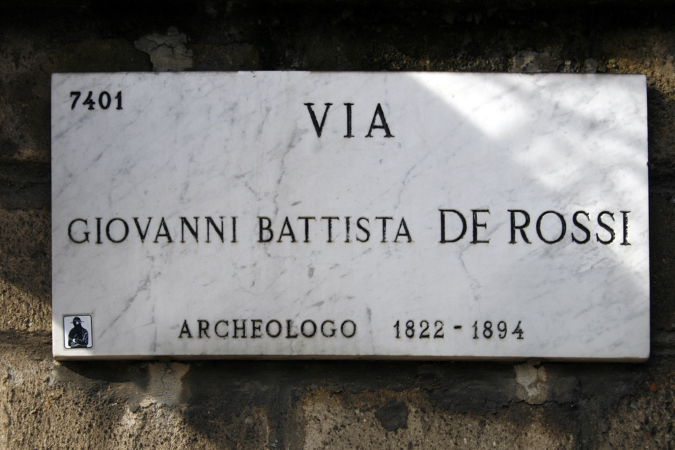 7401
VIA
GIOVANNI BATTISTA DE ROSSI
ARCHEOLOGO 1822 - 1894